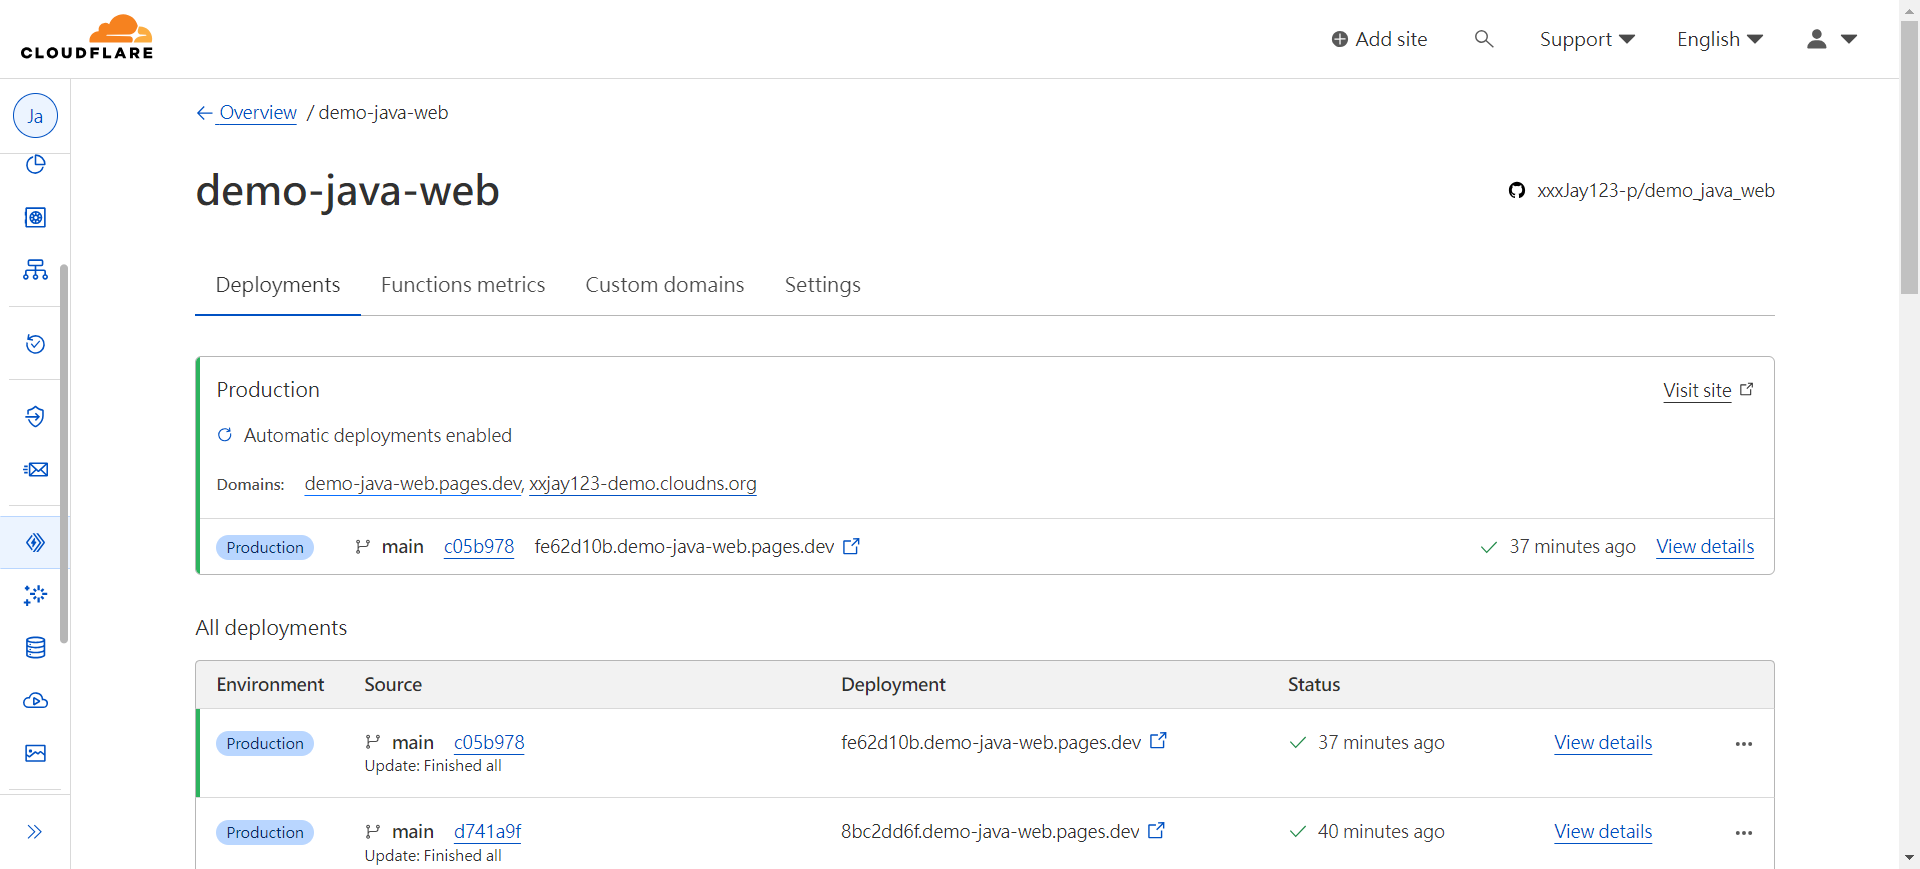 CLOUDFLARE
Add site
Support
English
Ja
Overview / demo-java-web
demo-java-web
xxxJay123-p/demo_java_web
Deployments Functions metrics Custom domains Settings
Production
Visit site
Automatic deployments enabled
Domains: demo-java-web.pages.dev, xxjay123-demo.cloudns.org
Production main c05b978 fe62d10b.demo-java-web.pages.dev 37 minutes ago View details
All deployments
Environment Source Deployment Status
Production main c05b978 fe62d10b.demo-java-web.pages.dev 37 minutes ago View details
Update: Finished all
Production main d741a9f 8bc2dd6f.demo-java-web.pages.dev 40 minutes ago View details
Update: Finished all